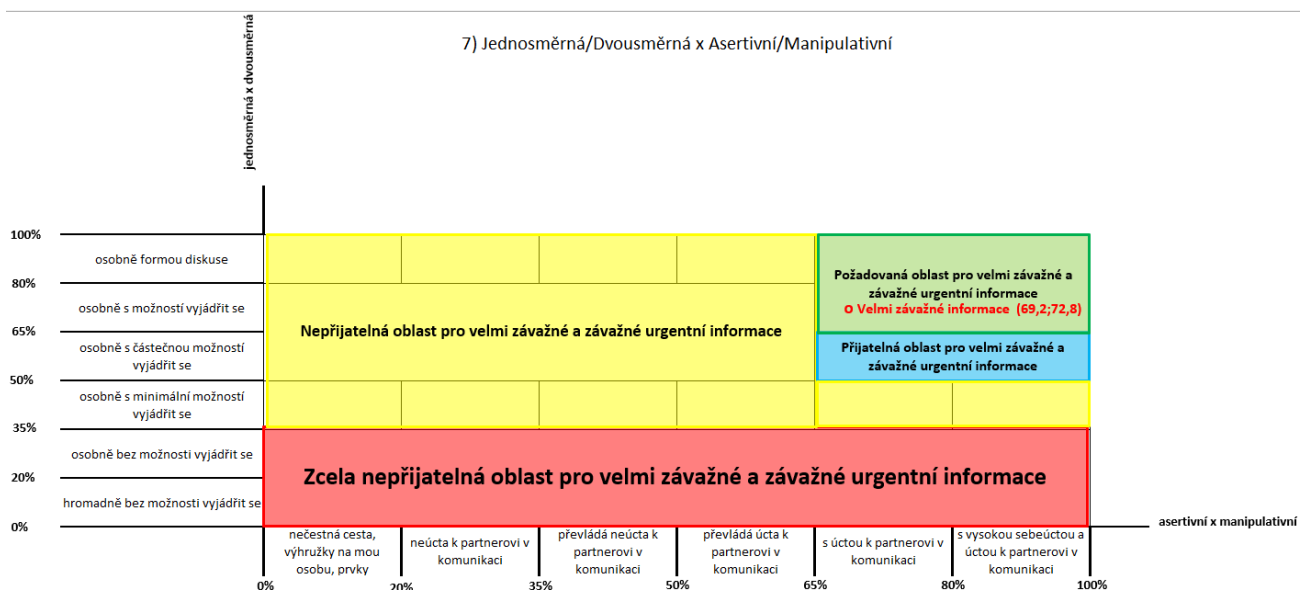 7) Jednosměrná/Dvousměrná x Asertivní/Manipulativní
jednosměrná x dvousměrná
100%
osobně formou diskuse
80%
osobně s možností vyjádřit se
65%
osobně s částečnou možností
vyjádřit se
50%
osobně s minimální možností
vyjádřit se
35%
osobně bez možnosti vyjádřit se
20%
hromadně bez možnosti vyjádřit se
0%
Požadovaná oblast pro velmi závažné a
závažné urgentní informace
O Velmi závažné informace (69,2;72,8)
Nepřijatelná oblast pro velmi závažné a závažné urgentní informace
Přijatelná oblast pro velmi závažné a
závažné urgentní informace
Zcela nepřijatelná oblast pro velmi závažné a závažné urgentní informace
asertivní x manipulativní
nečestná cesta,
výhružky na mou
osobu, prvky
neúcta k partnerovi v
komunikaci
převládá neúcta k
partnerovi v
komunikaci
převládá úcta k
partnerovi v
komunikaci
s úctou k partnerovi v
komunikaci
s vysokou sebeúctou a
úctou k partnerovi v
komunikaci
0%
20%
35%
50%
65%
80%
100%